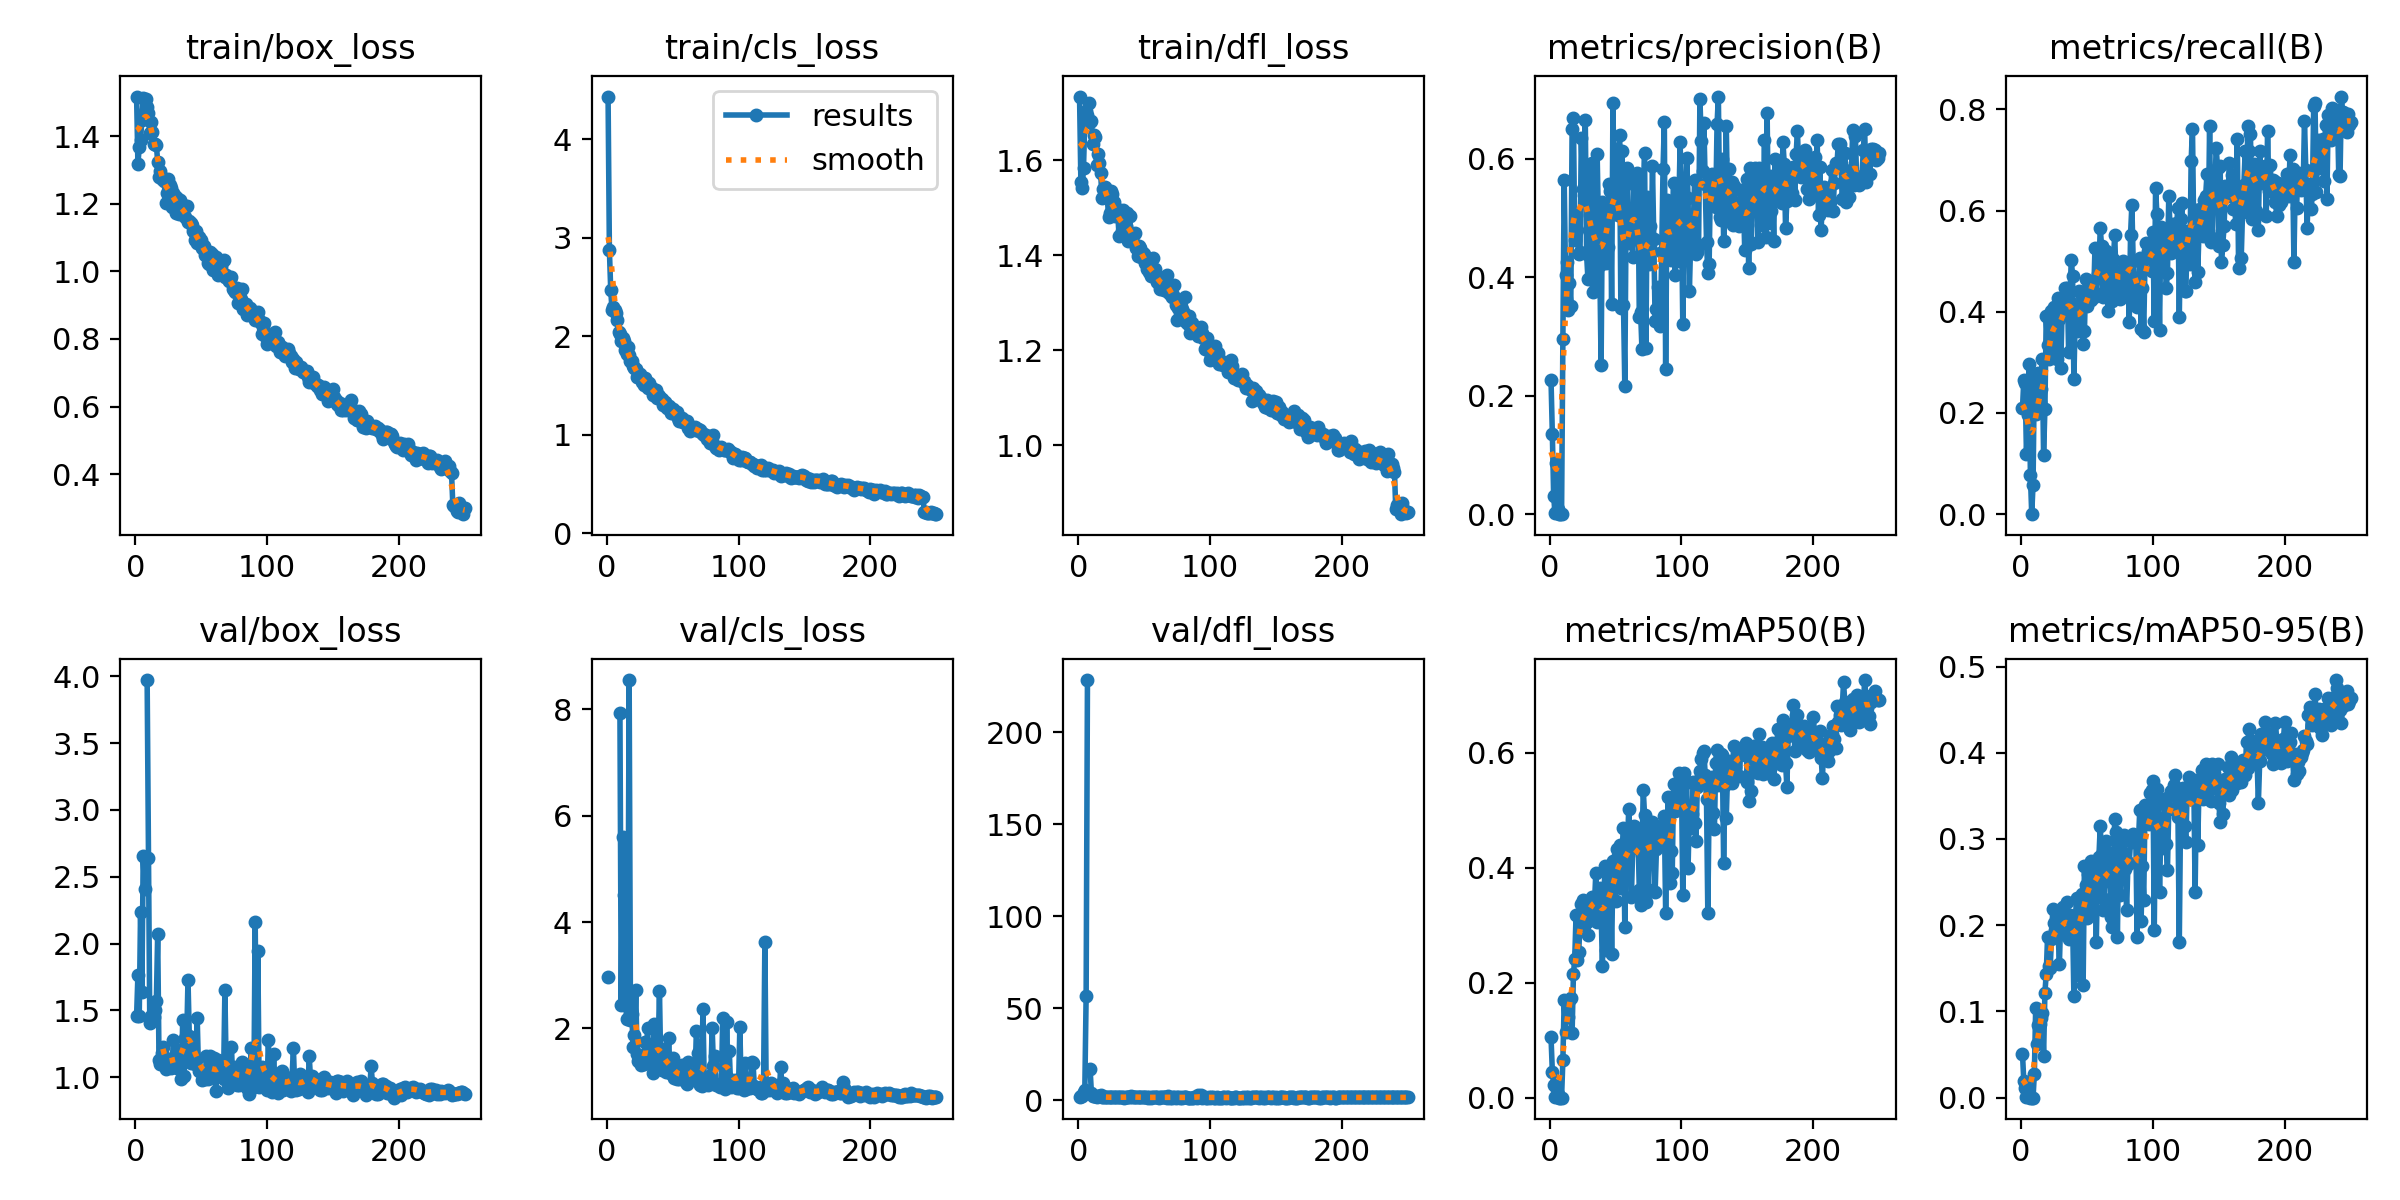 train/box_loss
train/cls_loss
train/dfl_loss
metrics/precision(B)
metrics/recall(B)
results
smooth
1.4
1.2
1.0
0.8
0.6
0.4
0 100 200
4
3
2
1
0
0 100 200
1.6
1.4
1.2
1.0
0 100 200
0.6
0.4
0.2
0.0
0 100 200
0.8
0.6
0.4
0.2
0.0
0 100 200
val/box_loss
val/cls_loss
val/dfl_loss
metrics/mAP50(B)
metrics/mAP50-95(B)
4.0
3.5
3.0
2.5
2.0
1.5
1.0
0 100 200
8
6
4
2
0 100 200
200
150
100
50
0
0 100 200
0.6
0.4
0.2
0.0
0 100 200
0.5
0.4
0.3
0.2
0.1
0.0
0 100 200